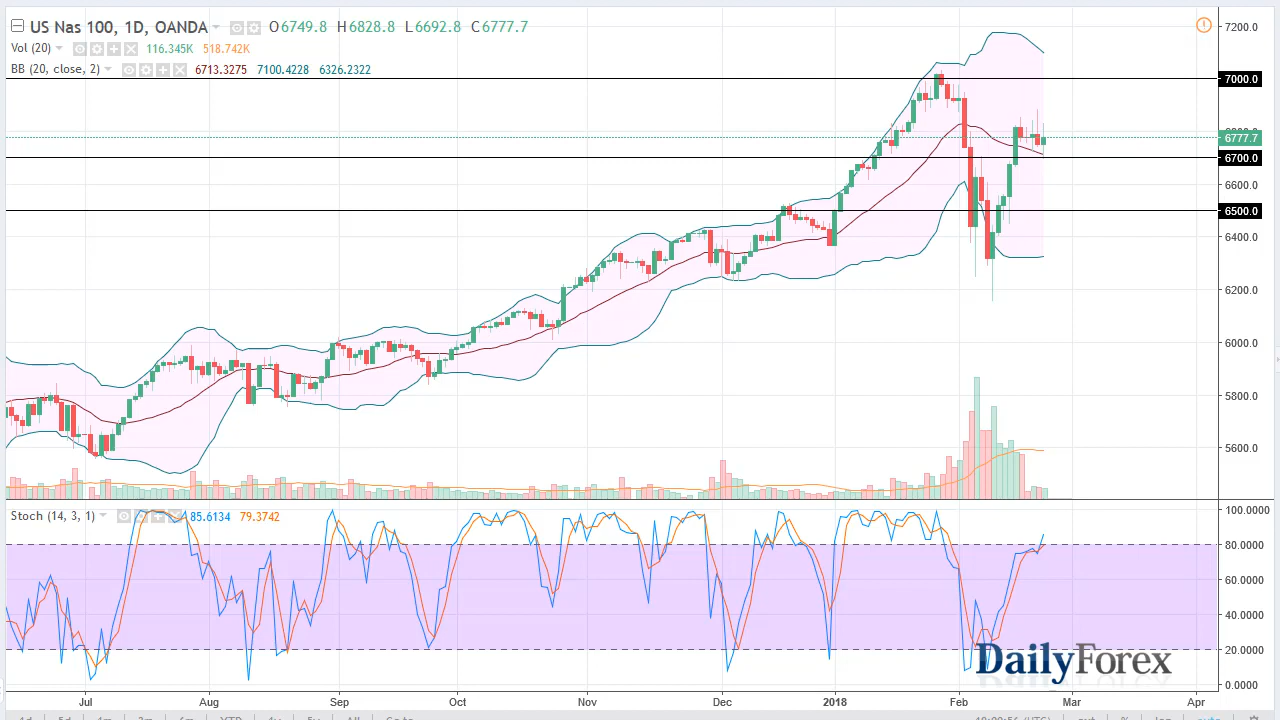 US Nas 100, 1D, OANDA O6749.8 H6828.8 L6692.8 C6777.7
Vol (20) 116.345K 518.742K
BB (20, close, 2) 6713.3275 7100.4228 6326.2322
7200.0
7000.0
6777.7
6700.0
6600.0
6500.0
6400.0
6200.0
6000.0
5800.0
5600.0
Stoch (14, 3, 1) 85.6134 79.3742
100.0000
80.0000
60.0000
40.0000
20.0000
0.0000
DailyForex
Jul Aug Sep Oct Nov Dec 2018 Feb Mar Apr